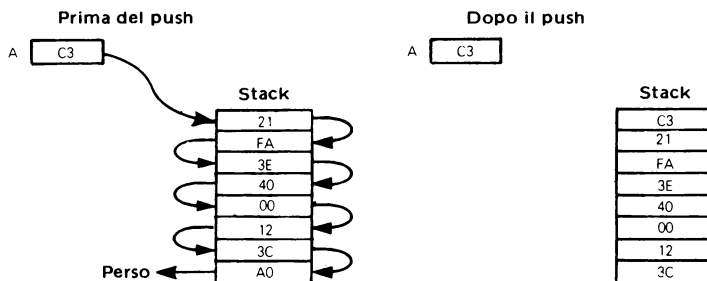 Prima del push
Dopo il push
A C3
A C3
Stack
Stack
21
FA
3E
40
00
12
3C
Perso
A0
C3
21
FA
3E
40
00
12
3C